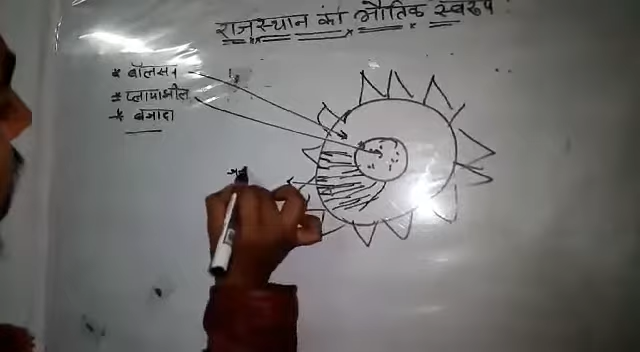 राजस्थान का भौतिक स्वरूप
* बॉलसन
* प्लायाझील
* बजादा